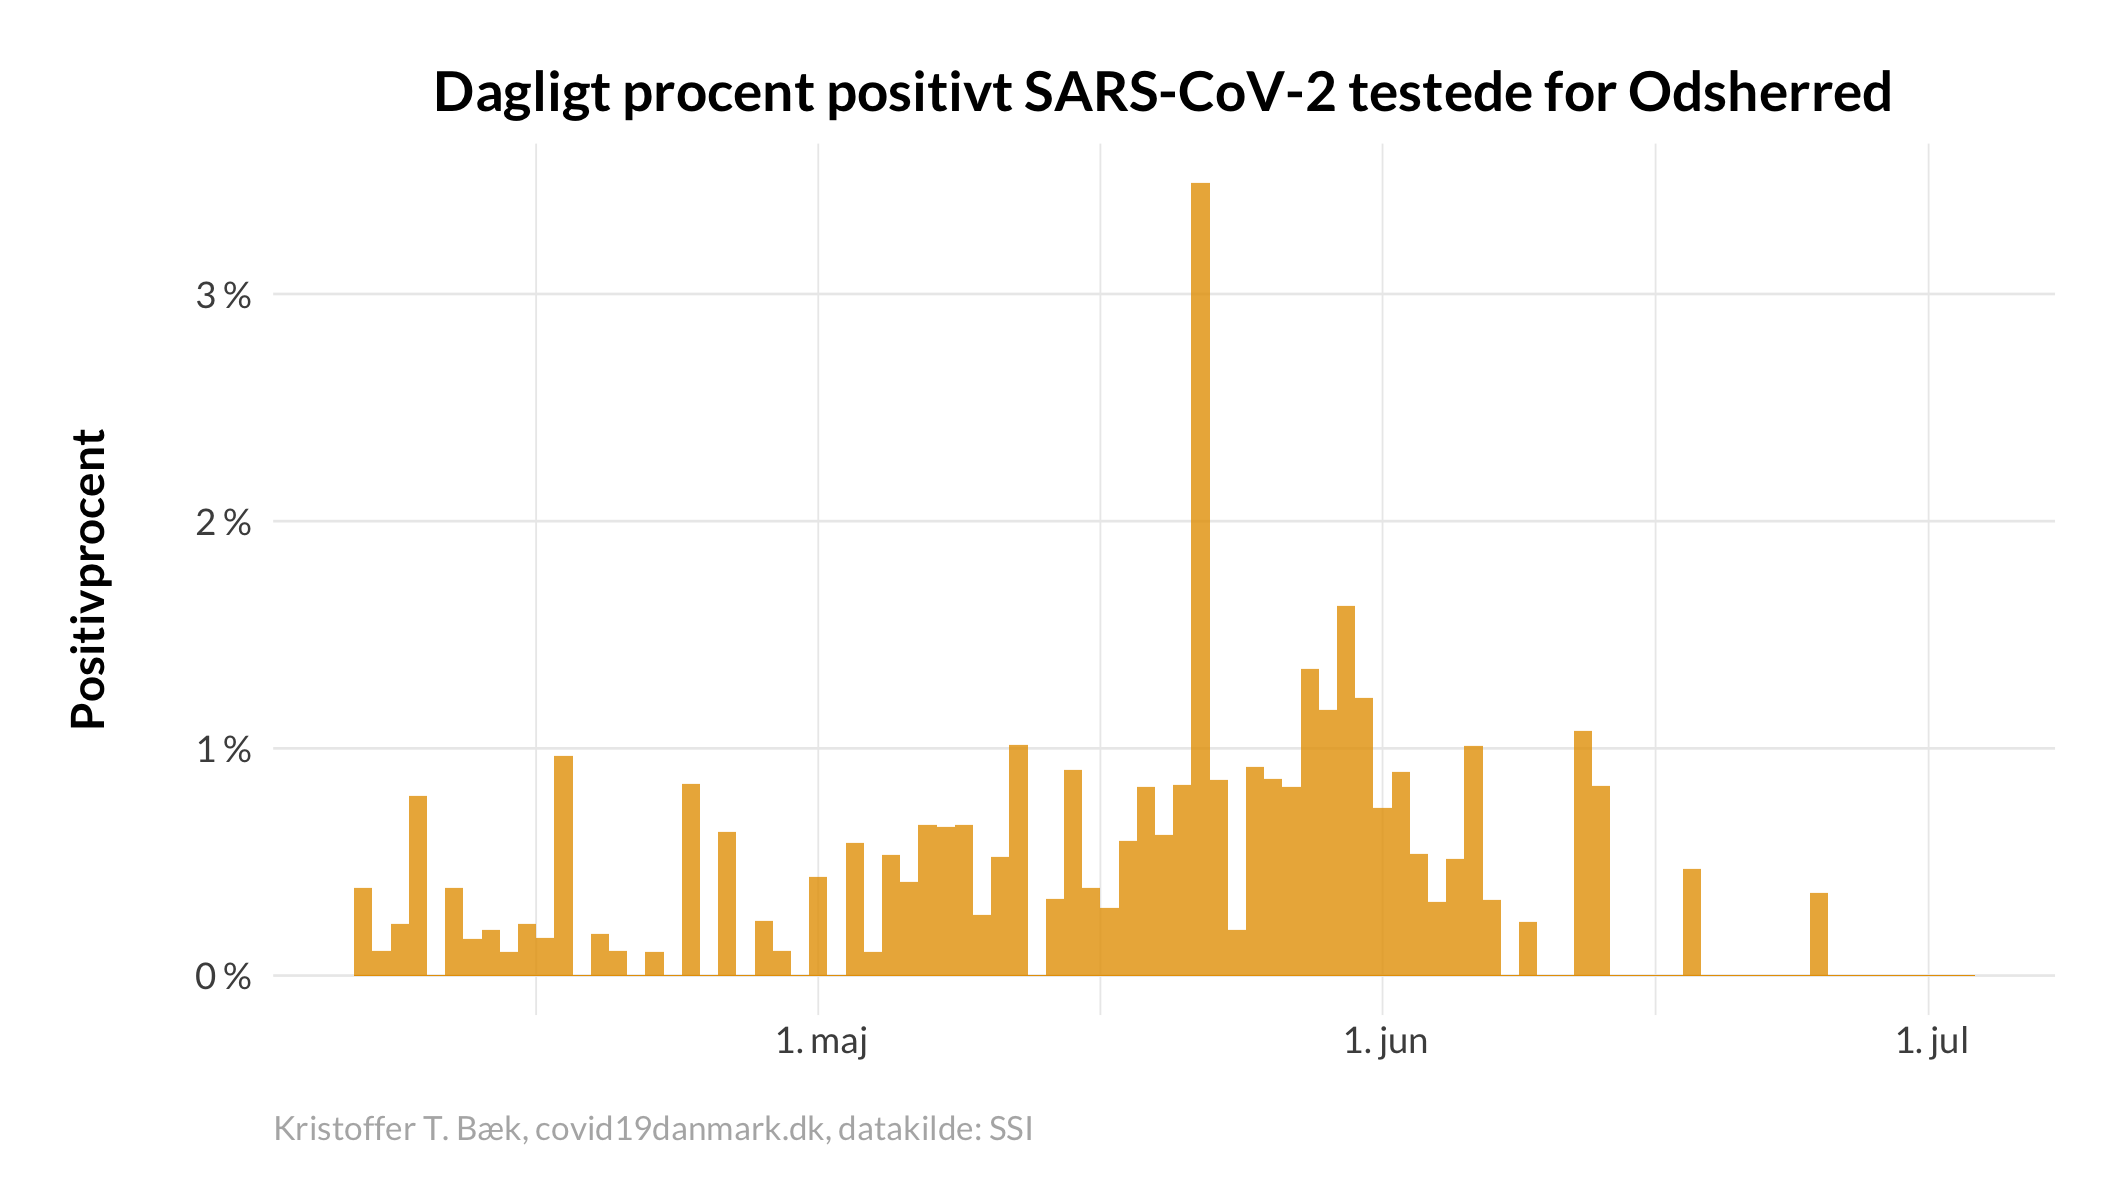 Dagligt procent positivt SARS-CoV-2 testede for Odsherred
Positivprocent
3 %
2 %
1 %
0 %
1. maj
1. jun
1. jul
Kristoffer T. Bæk, covid19danmark.dk, datakilde: SSI